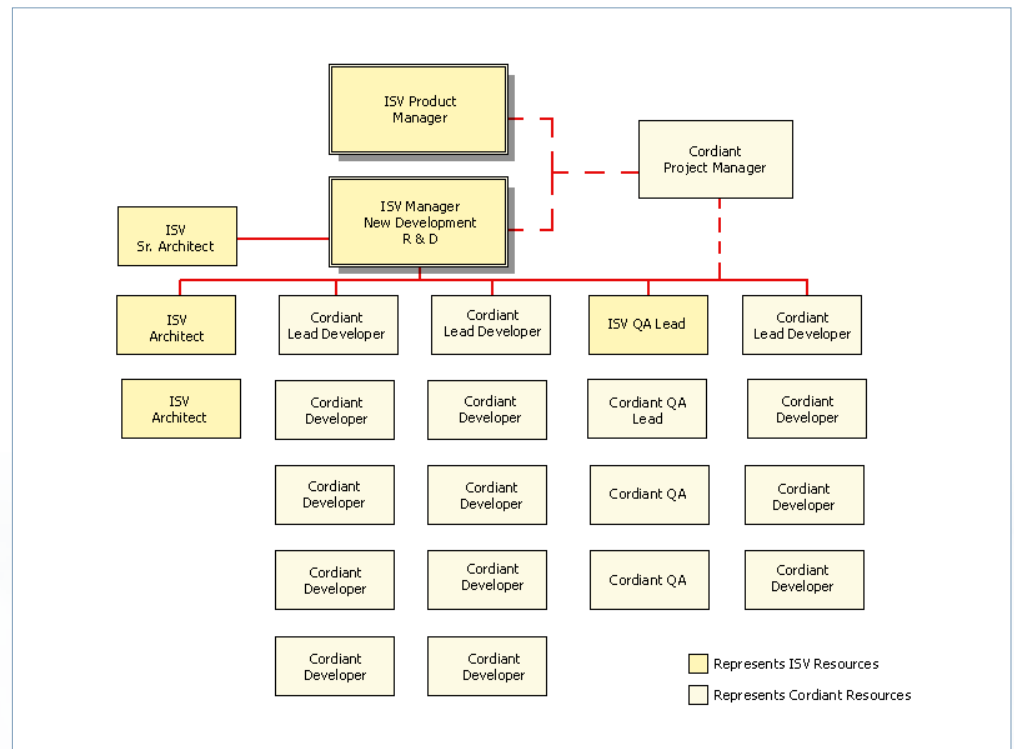 ISV Product
Manager
Cordiant
Project Manager
ISV Manager
New Development
R & D
ISV
Sr. Architect
ISV
Architect
Cordiant
Lead Developer
Cordiant
Lead Developer
ISV QA Lead
Cordiant
Lead Developer
ISV
Architect
Cordiant
Developer
Cordiant
Developer
Cordiant QA
Lead
Cordiant
Developer
Cordiant
Developer
Cordiant
Developer
Cordiant QA
Cordiant
Developer
Cordiant
Developer
Cordiant
Developer
Cordiant QA
Cordiant
Developer
Cordiant
Developer
Cordiant
Developer
Represents ISV Resources
Represents Cordiant Resources